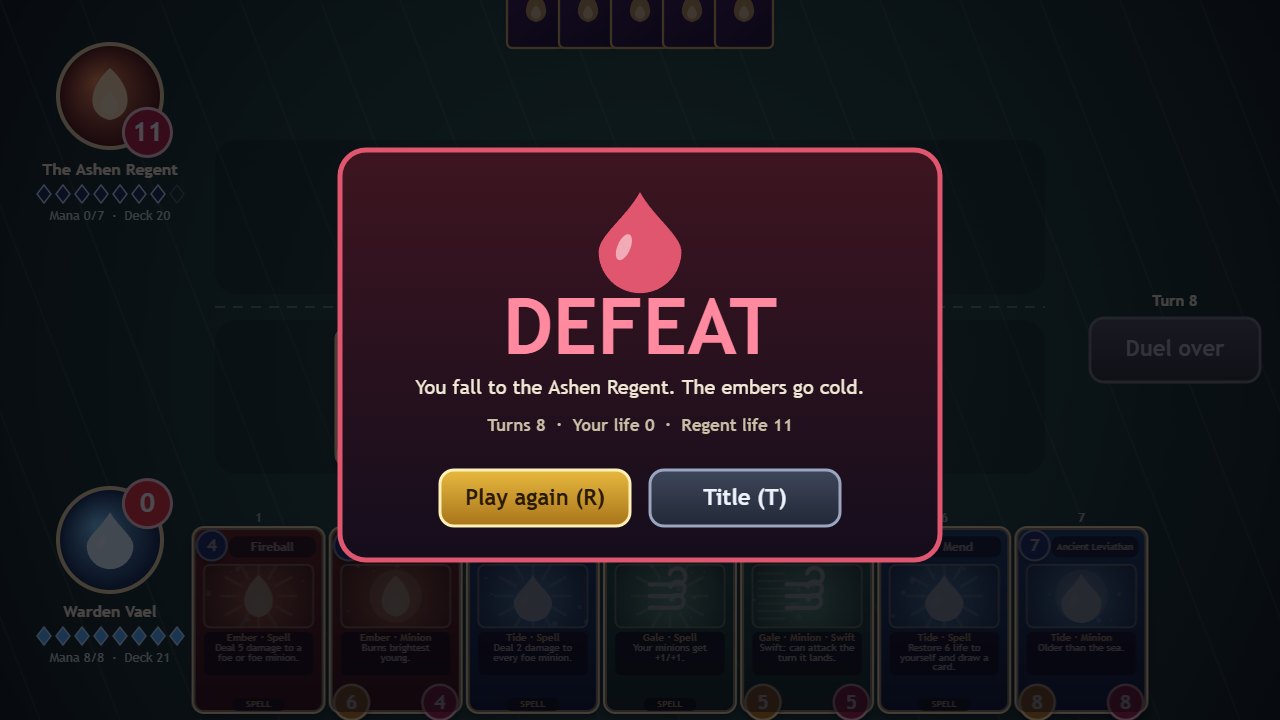 11
The Ashen Regent
Mana 0/7 · Deck 20
DEFEAT
You fall to the Ashen Regent. The embers go cold.
Turns 8 · Your life 0 · Regent life 11
Play again (R)
Title (T)
Turn 8
Duel over
0
Warden Vael
Mana 8/8 · Deck 21
1
4
Fireball
Ember · Spell
Deal 5 damage to a
foe or foe minion.
SPELL
Ember · Minion
Burns brightest
young.
6
4
Tide · Spell
Deal 2 damage to
every foe minion.
SPELL
Gale · Spell
Your minions get
+1/+1.
SPELL
Gale · Minion · Swift
Swift: can attack the
turn it lands.
5
5
6
Mend
Tide · Spell
Restore 6 life to
yourself and draw a
card.
SPELL
7
7
Ancient Leviathan
Tide · Minion
Older than the sea.
8
8